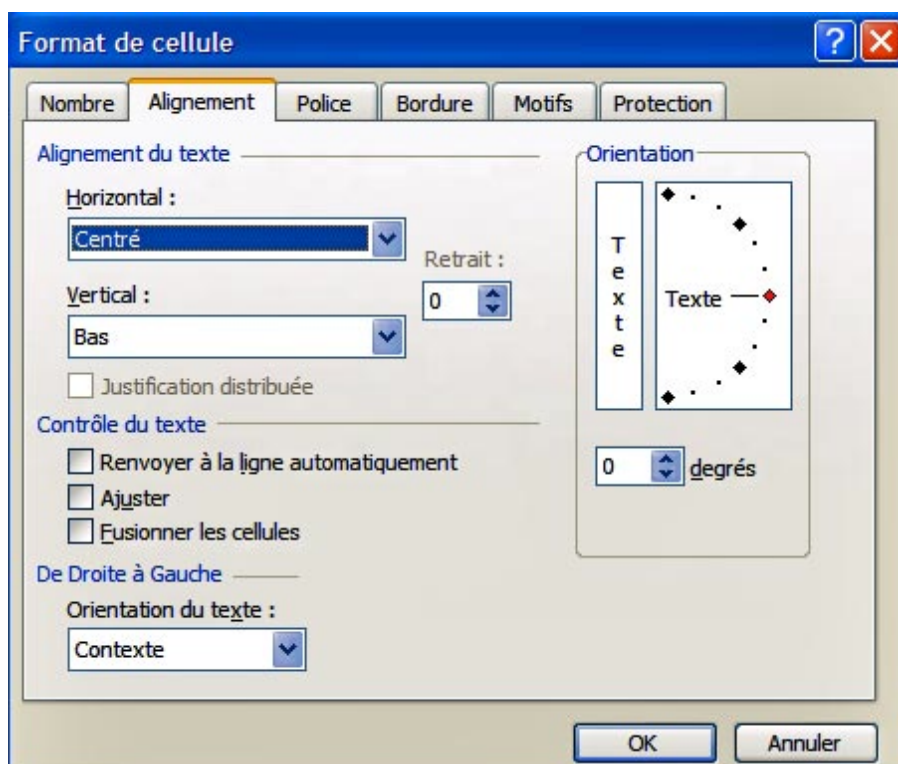 Format de cellule
Nombre Alignement Police Bordure Motifs Protection
Alignement du texte
Horizontal :
Centré
Retrait :
0
Vertical :
Bas
Justification distribuée
Contrôle du texte
Renvoyer à la ligne automatiquement
Ajuster
Fusionner les cellules
De Droite à Gauche
Orientation du texte :
Contexte
Orientation
Texte
Texte
0 degrés
OK Annuler